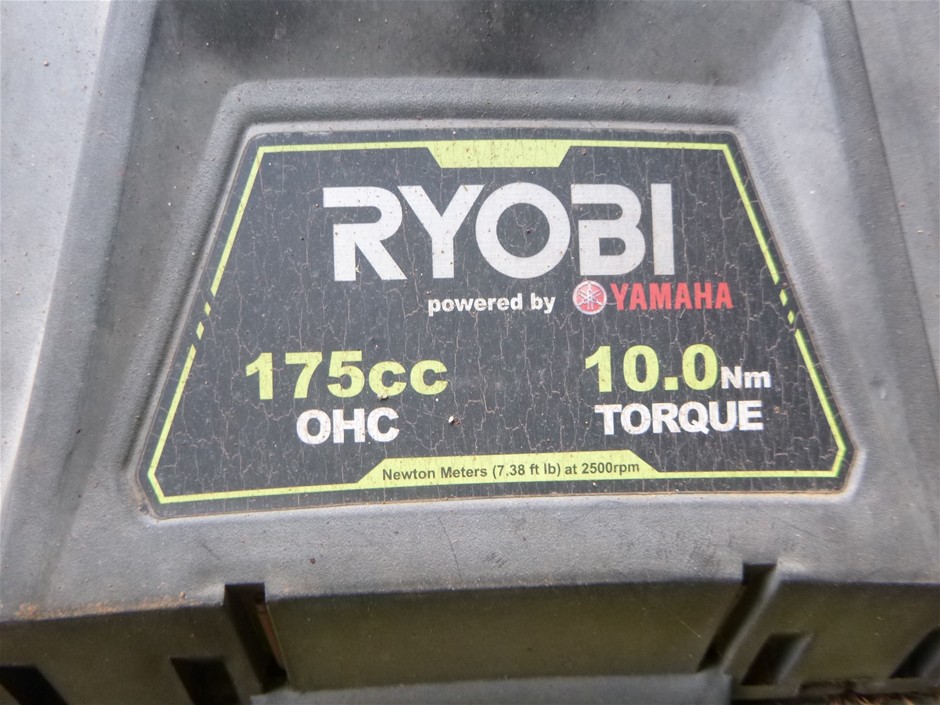 RYOBI
powered by YAMAHA
175cc
OHC
10.0Nm
TORQUE
Newton Meters (7.38 ft lb) at 2500rpm